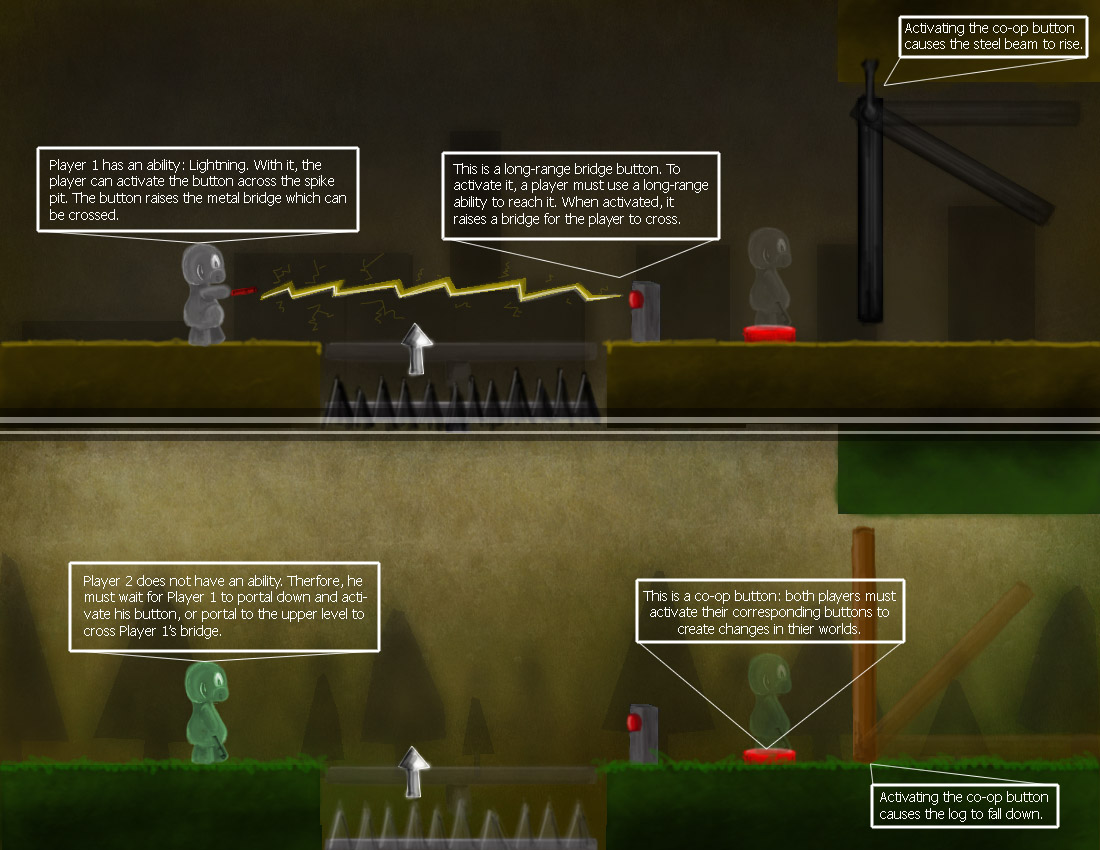 Activating the co-op button
causes the steel beam to rise.
Player 1 has an ability: Lightning. With it, the
player can activate the button across the spike
pit. The button raises the metal bridge which can
be crossed.
This is a long-range bridge button. To
activate it, a player must use a long-range
ability to reach it. When activated, it
raises a bridge for the player to cross.
Player 2 does not have an ability. Therfore, he
must wait for Player 1 to portal down and acti-
vate his button, or portal to the upper level to
cross Player 1's bridge.
This is a co-op button: both players must
activate their corresponding buttons to
create changes in thier worlds.
Activating the co-op button
causes the log to fall down.